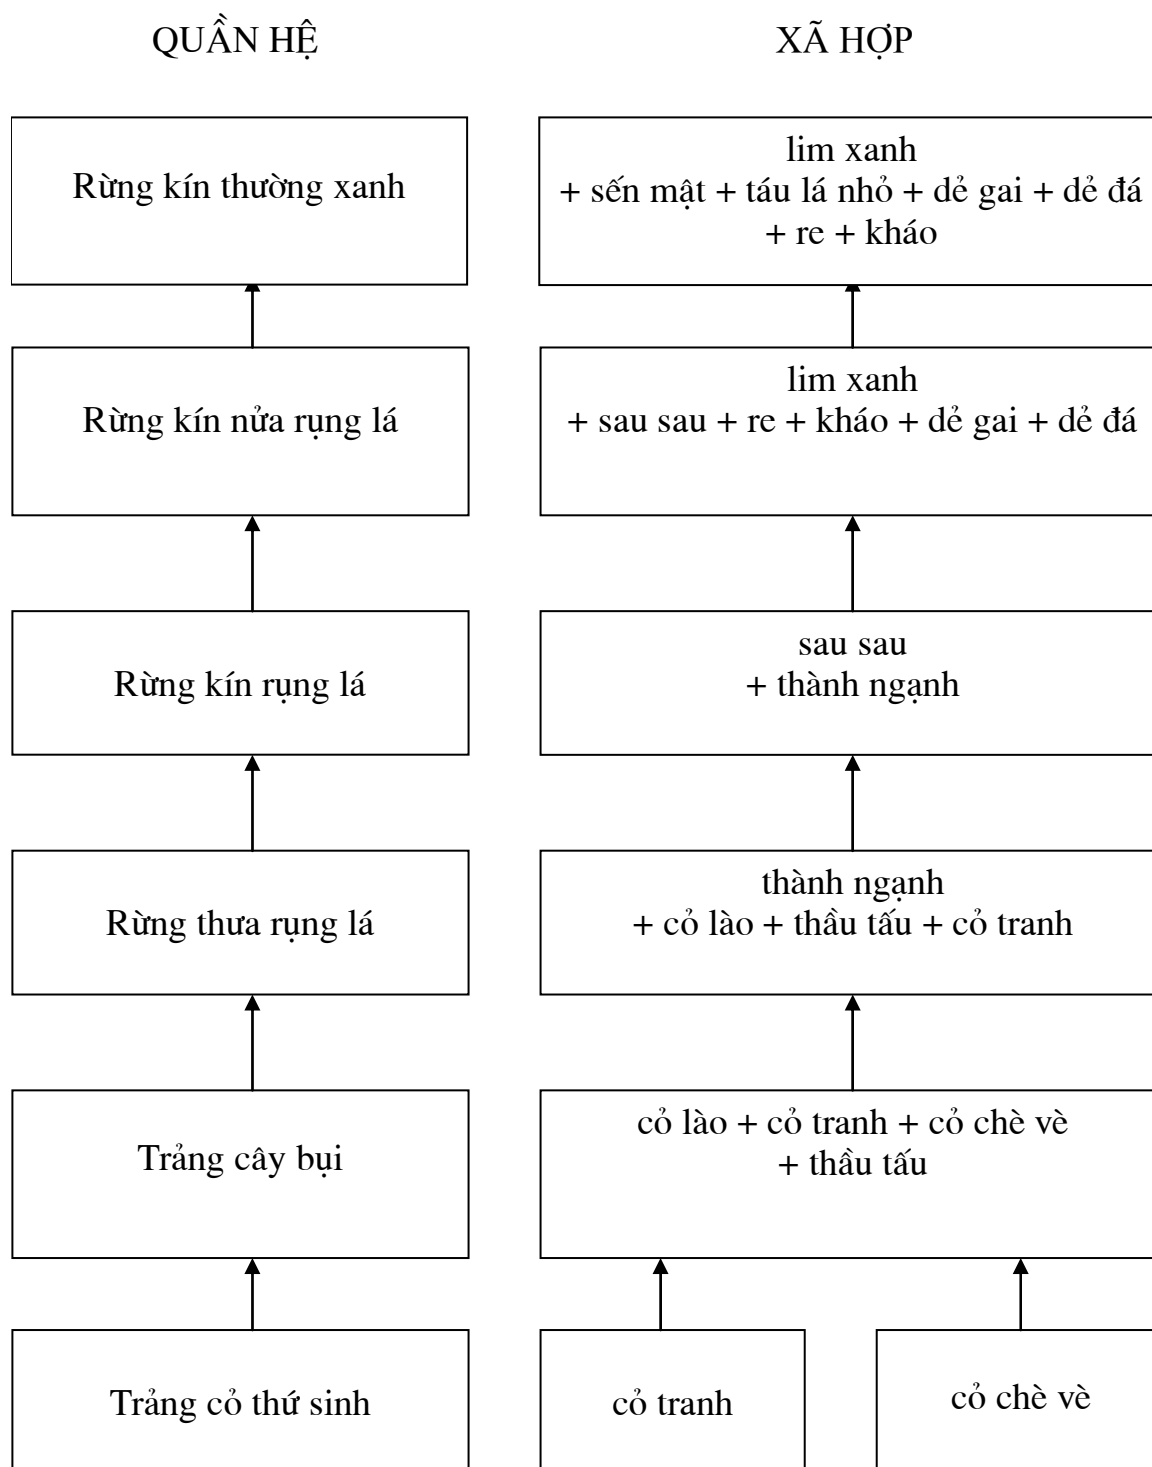 QUẦN HỆ
XÃ HỢP
Rừng kín thường xanh
lim xanh
+ sến mật + táu lá nhỏ + dẻ gai + dẻ đá
+ re + kháo
Rừng kín nửa rụng lá
lim xanh
+ sau sau + re + kháo + dẻ gai + dẻ đá
Rừng kín rụng lá
sau sau
+ thành ngạnh
Rừng thưa rụng lá
thành ngạnh
+ cỏ lào + thầu tấu + cỏ tranh
Trảng cây bụi
cỏ lào + cỏ tranh + cỏ chè vè
+ thầu tấu
Trảng cỏ thứ sinh
cỏ tranh
cỏ chè vè